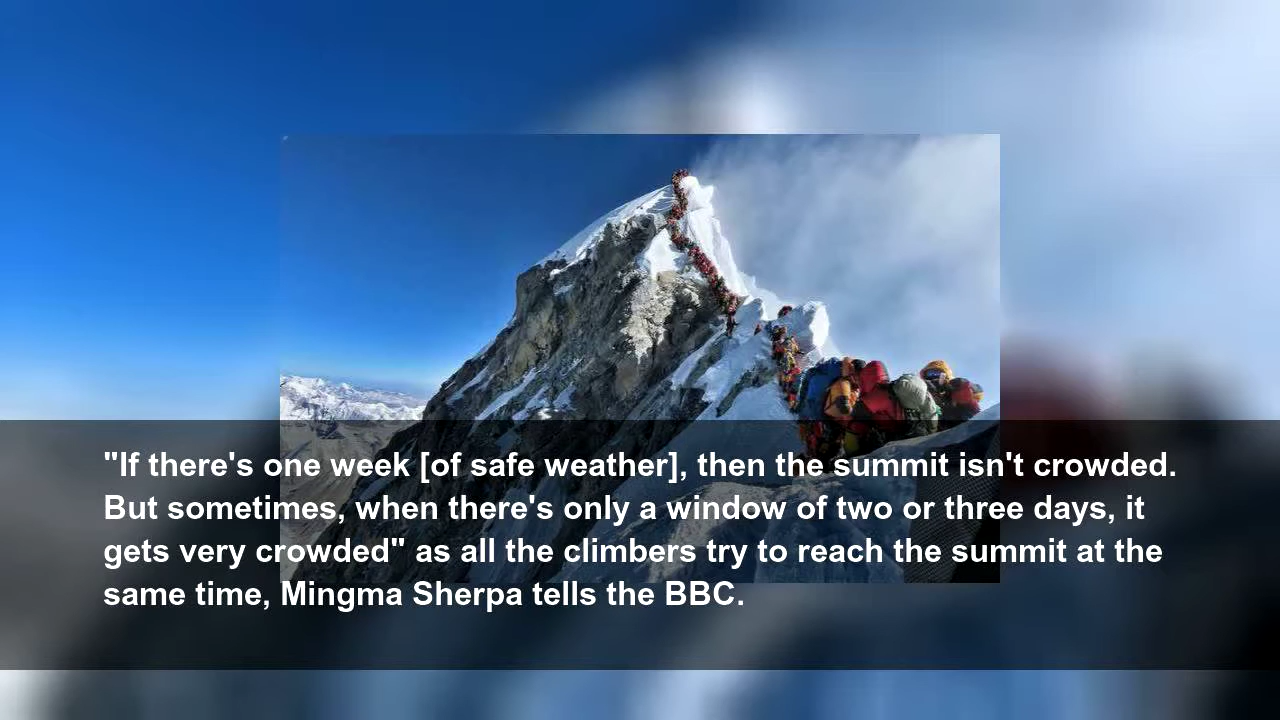 "If there's one week [of safe weather], then the summit isn't crowded.
But sometimes, when there's only a window of two or three days, it
gets very crowded" as all the climbers try to reach the summit at the
same time, Mingma Sherpa tells the BBC.